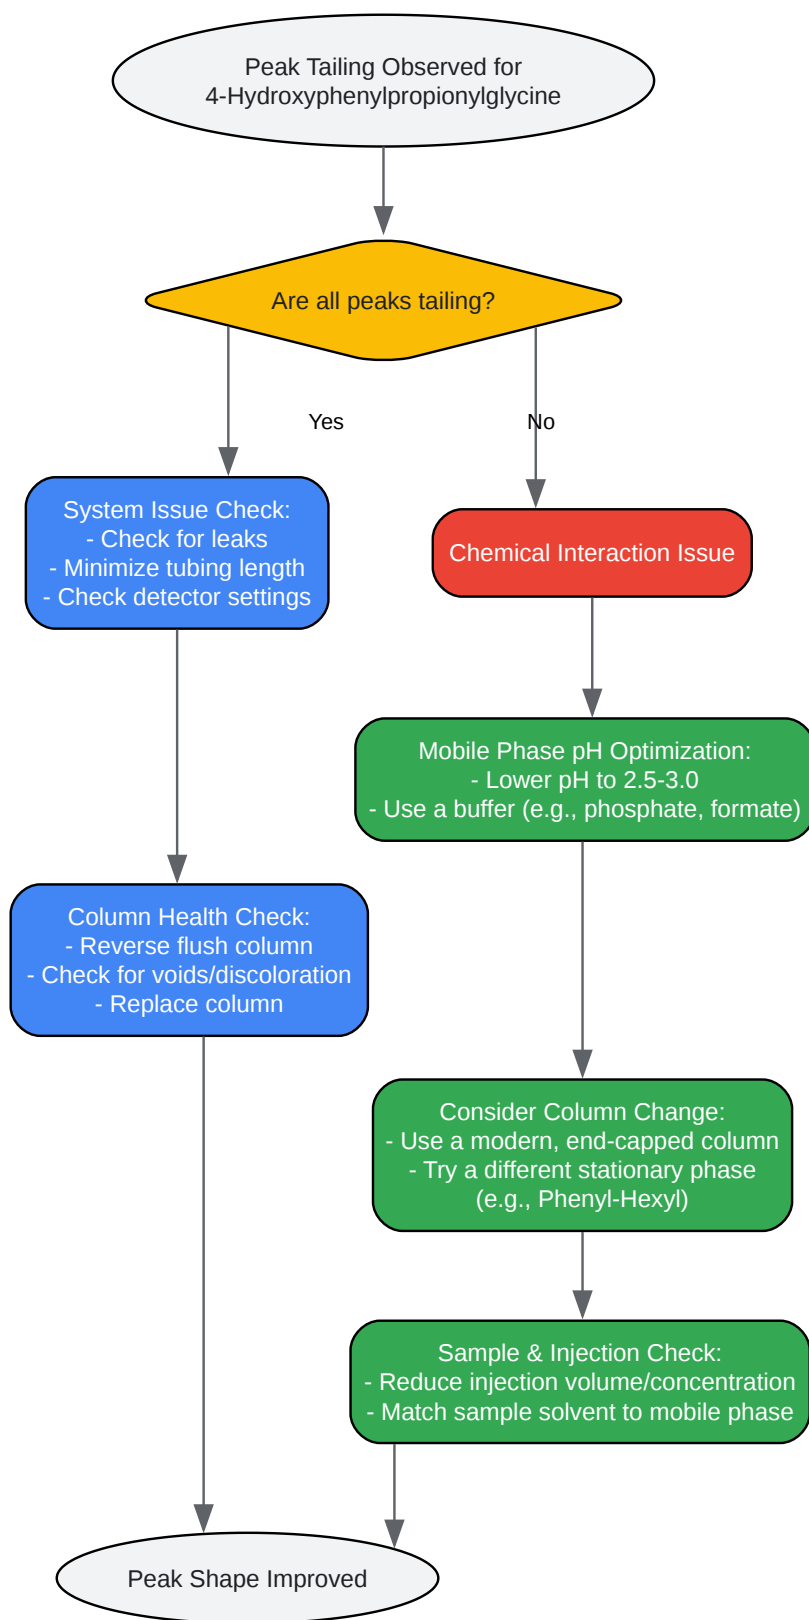 Peak Tailing Observed for
4-Hydroxyphenylpropionylglycine
Are all peaks tailing?
Yes
No
System Issue Check:
- Check for leaks
- Minimize tubing length
- Check detector settings
Chemical Interaction Issue
Mobile Phase pH Optimization:
- Lower pH to 2.5-3.0
- Use a buffer (e.g., phosphate, formate)
Column Health Check:
- Reverse flush column
- Check for voids/discoloration
- Replace column
Consider Column Change:
- Use a modern, end-capped column
- Try a different stationary phase
(e.g., Phenyl-Hexyl)
Sample & Injection Check:
- Reduce injection volume/concentration
- Match sample solvent to mobile phase
Peak Shape Improved